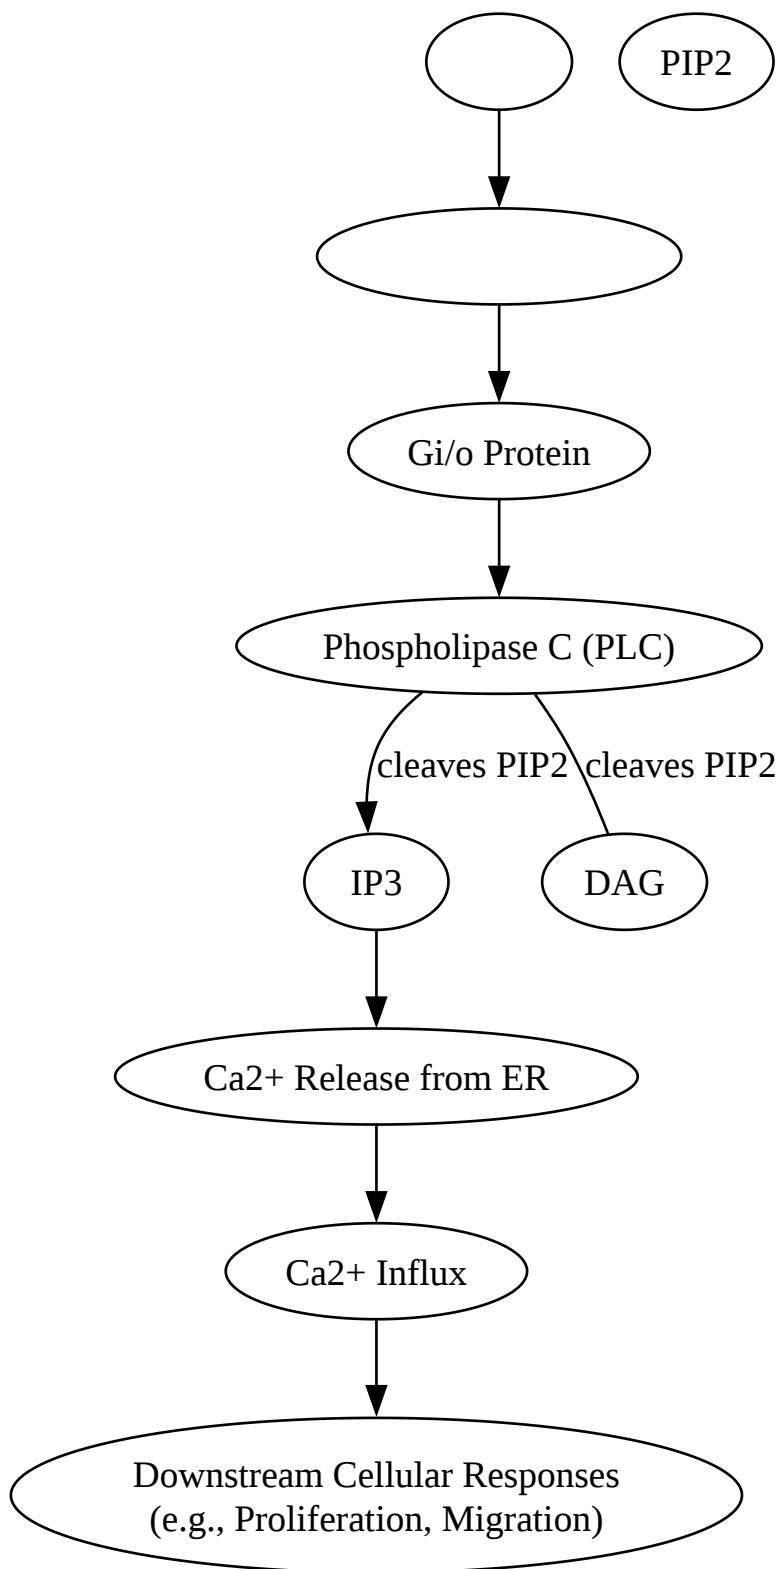 PIP2
Gi/o Protein
Phospholipase C (PLC)
cleaves PIP2
cleaves PIP2
IP3
DAG
Ca2+ Release from ER
Ca2+ Influx
Downstream Cellular Responses
(e.g., Proliferation, Migration)